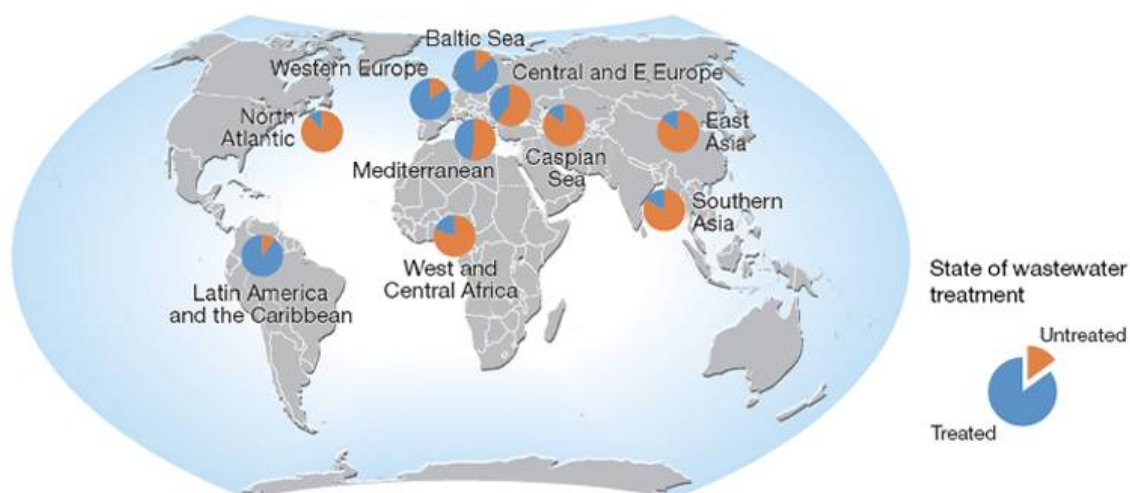 Baltic Sea
Western Europe
Central and E Europe
North
Atlantic
East
Asia
Mediterranean
Caspian
Sea
Southern
Asia
West and
Central Africa
Latin America
and the Caribbean
State of wastewater
treatment
Untreated
Treated